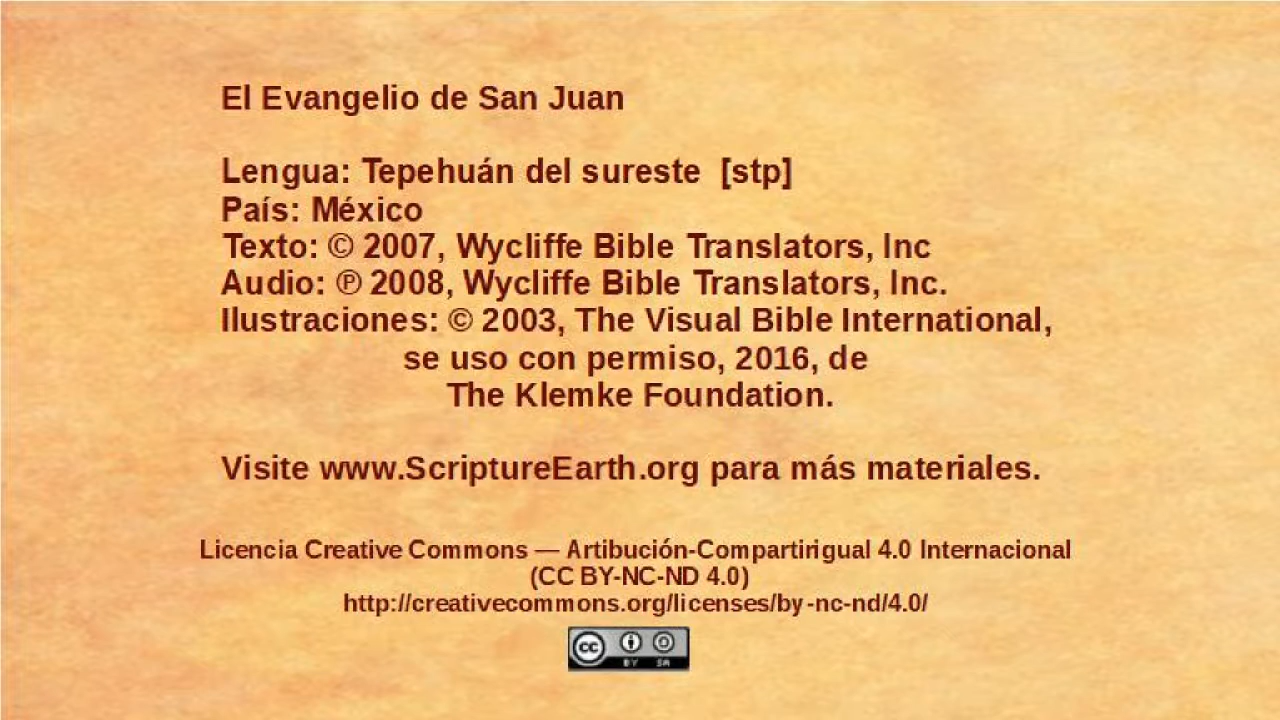 El Evangelio de San Juan
Lengua: Tepehuán del sureste [stp]
País: México
Texto: © 2007, Wycliffe Bible Translators, Inc
Audio: ℗ 2008, Wycliffe Bible Translators, Inc.
Ilustraciones: © 2003, The Visual Bible International,
se uso con permiso, 2016, de
The Klemke Foundation.
Visite www.ScriptureEarth.org para más materiales.
Licencia Creative Commons — Artibución-Compartirigual 4.0 Internacional
(CC BY-NC-ND 4.0)
http://creativecommons.org/licenses/by-nc-nd/4.0/
cc BY SA